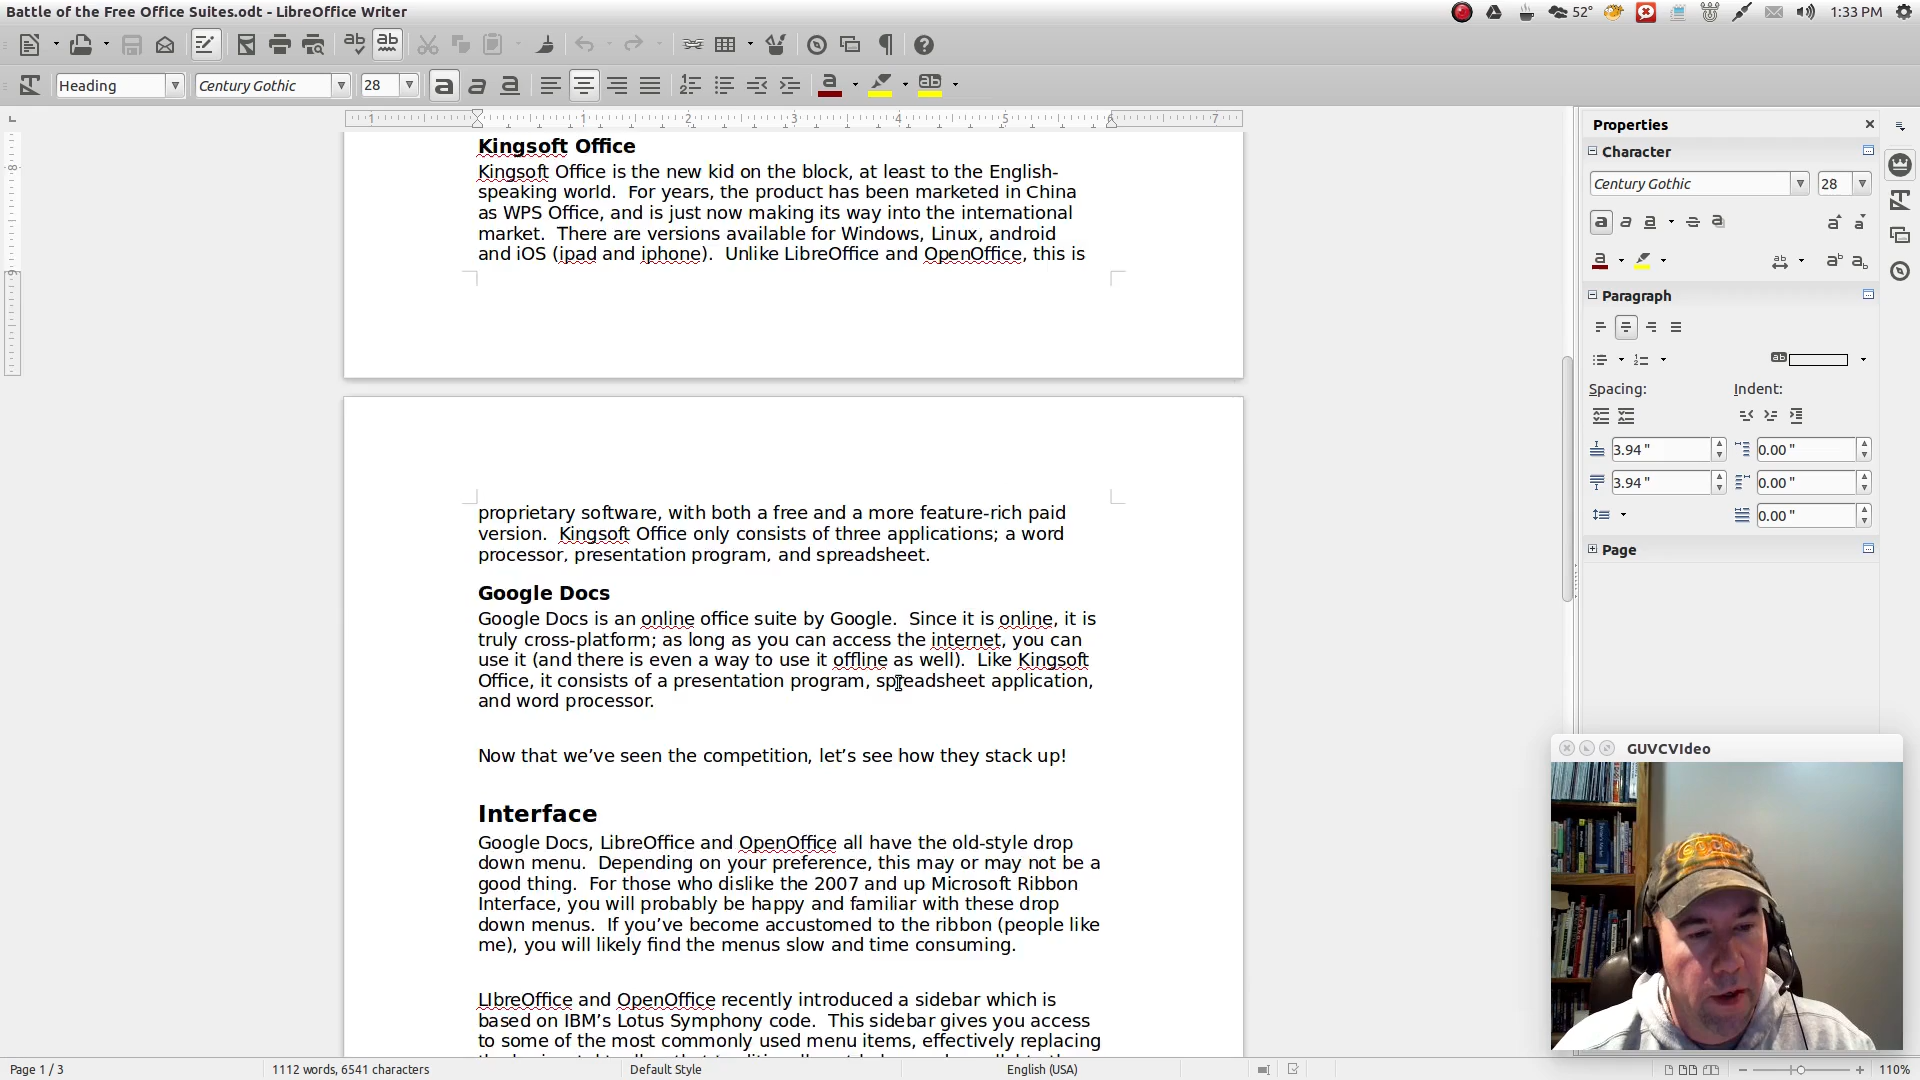 Battle of the Free Office Suites.odt - LibreOffice Writer
52° 1:33 PM
Heading Century Gothic 28
1 1 2 3 4 5 6 7
Properties
Character
Century Gothic 28
Paragraph
Spacing: Indent:
3.94 " 0.00 "
3.94 " 0.00 "
0.00 "
Page
8
9
Kingsoft Office
Kingsoft Office is the new kid on the block, at least to the English-
speaking world.  For years, the product has been marketed in China
as WPS Office, and is just now making its way into the international
market.  There are versions available for Windows, Linux, android
and iOS (ipad and iphone).  Unlike LibreOffice and OpenOffice, this is
proprietary software, with both a free and a more feature-rich paid
version.  Kingsoft Office only consists of three applications; a word
processor, presentation program, and spreadsheet.
Google Docs
Google Docs is an online office suite by Google.  Since it is online, it is
truly cross-platform; as long as you can access the internet, you can
use it (and there is even a way to use it offline as well).  Like Kingsoft
Office, it consists of a presentation program, spreadsheet application,
and word processor.
Now that we’ve seen the competition, let’s see how they stack up!
Interface
Google Docs, LibreOffice and OpenOffice all have the old-style drop
down menu.  Depending on your preference, this may or may not be a
good thing.  For those who dislike the 2007 and up Microsoft Ribbon
Interface, you will probably be happy and familiar with these drop
down menus.  If you’ve become accustomed to the ribbon (people like
me), you will likely find the menus slow and time consuming.
LIbreOffice and OpenOffice recently introduced a sidebar which is
based on IBM’s Lotus Symphony code.  This sidebar gives you access
to some of the most commonly used menu items, effectively replacing
GUVCVIdeo
Page 1 / 3 1112 words, 6541 characters Default Style English (USA) 110%